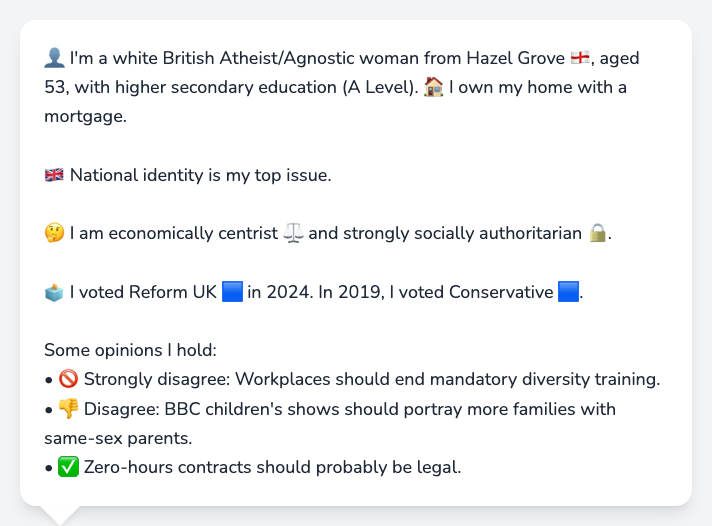 👤 I'm a white British Atheist/Agnostic woman from Hazel Grove 🏴󠁧󠁢󠁥󠁮󠁧󠁿, aged
53, with higher secondary education (A Level). 🏠 I own my home with a
mortgage.
🇬🇧 National identity is my top issue.
🤔 I am economically centrist ⚖️ and strongly socially authoritarian 🔒.
🗳️ I voted Reform UK 🟦 in 2024. In 2019, I voted Conservative 🟦.
Some opinions I hold:
• 🚫 Strongly disagree: Workplaces should end mandatory diversity training.
• 👎 Disagree: BBC children's shows should portray more families with
same-sex parents.
• ✅ Zero-hours contracts should probably be legal.